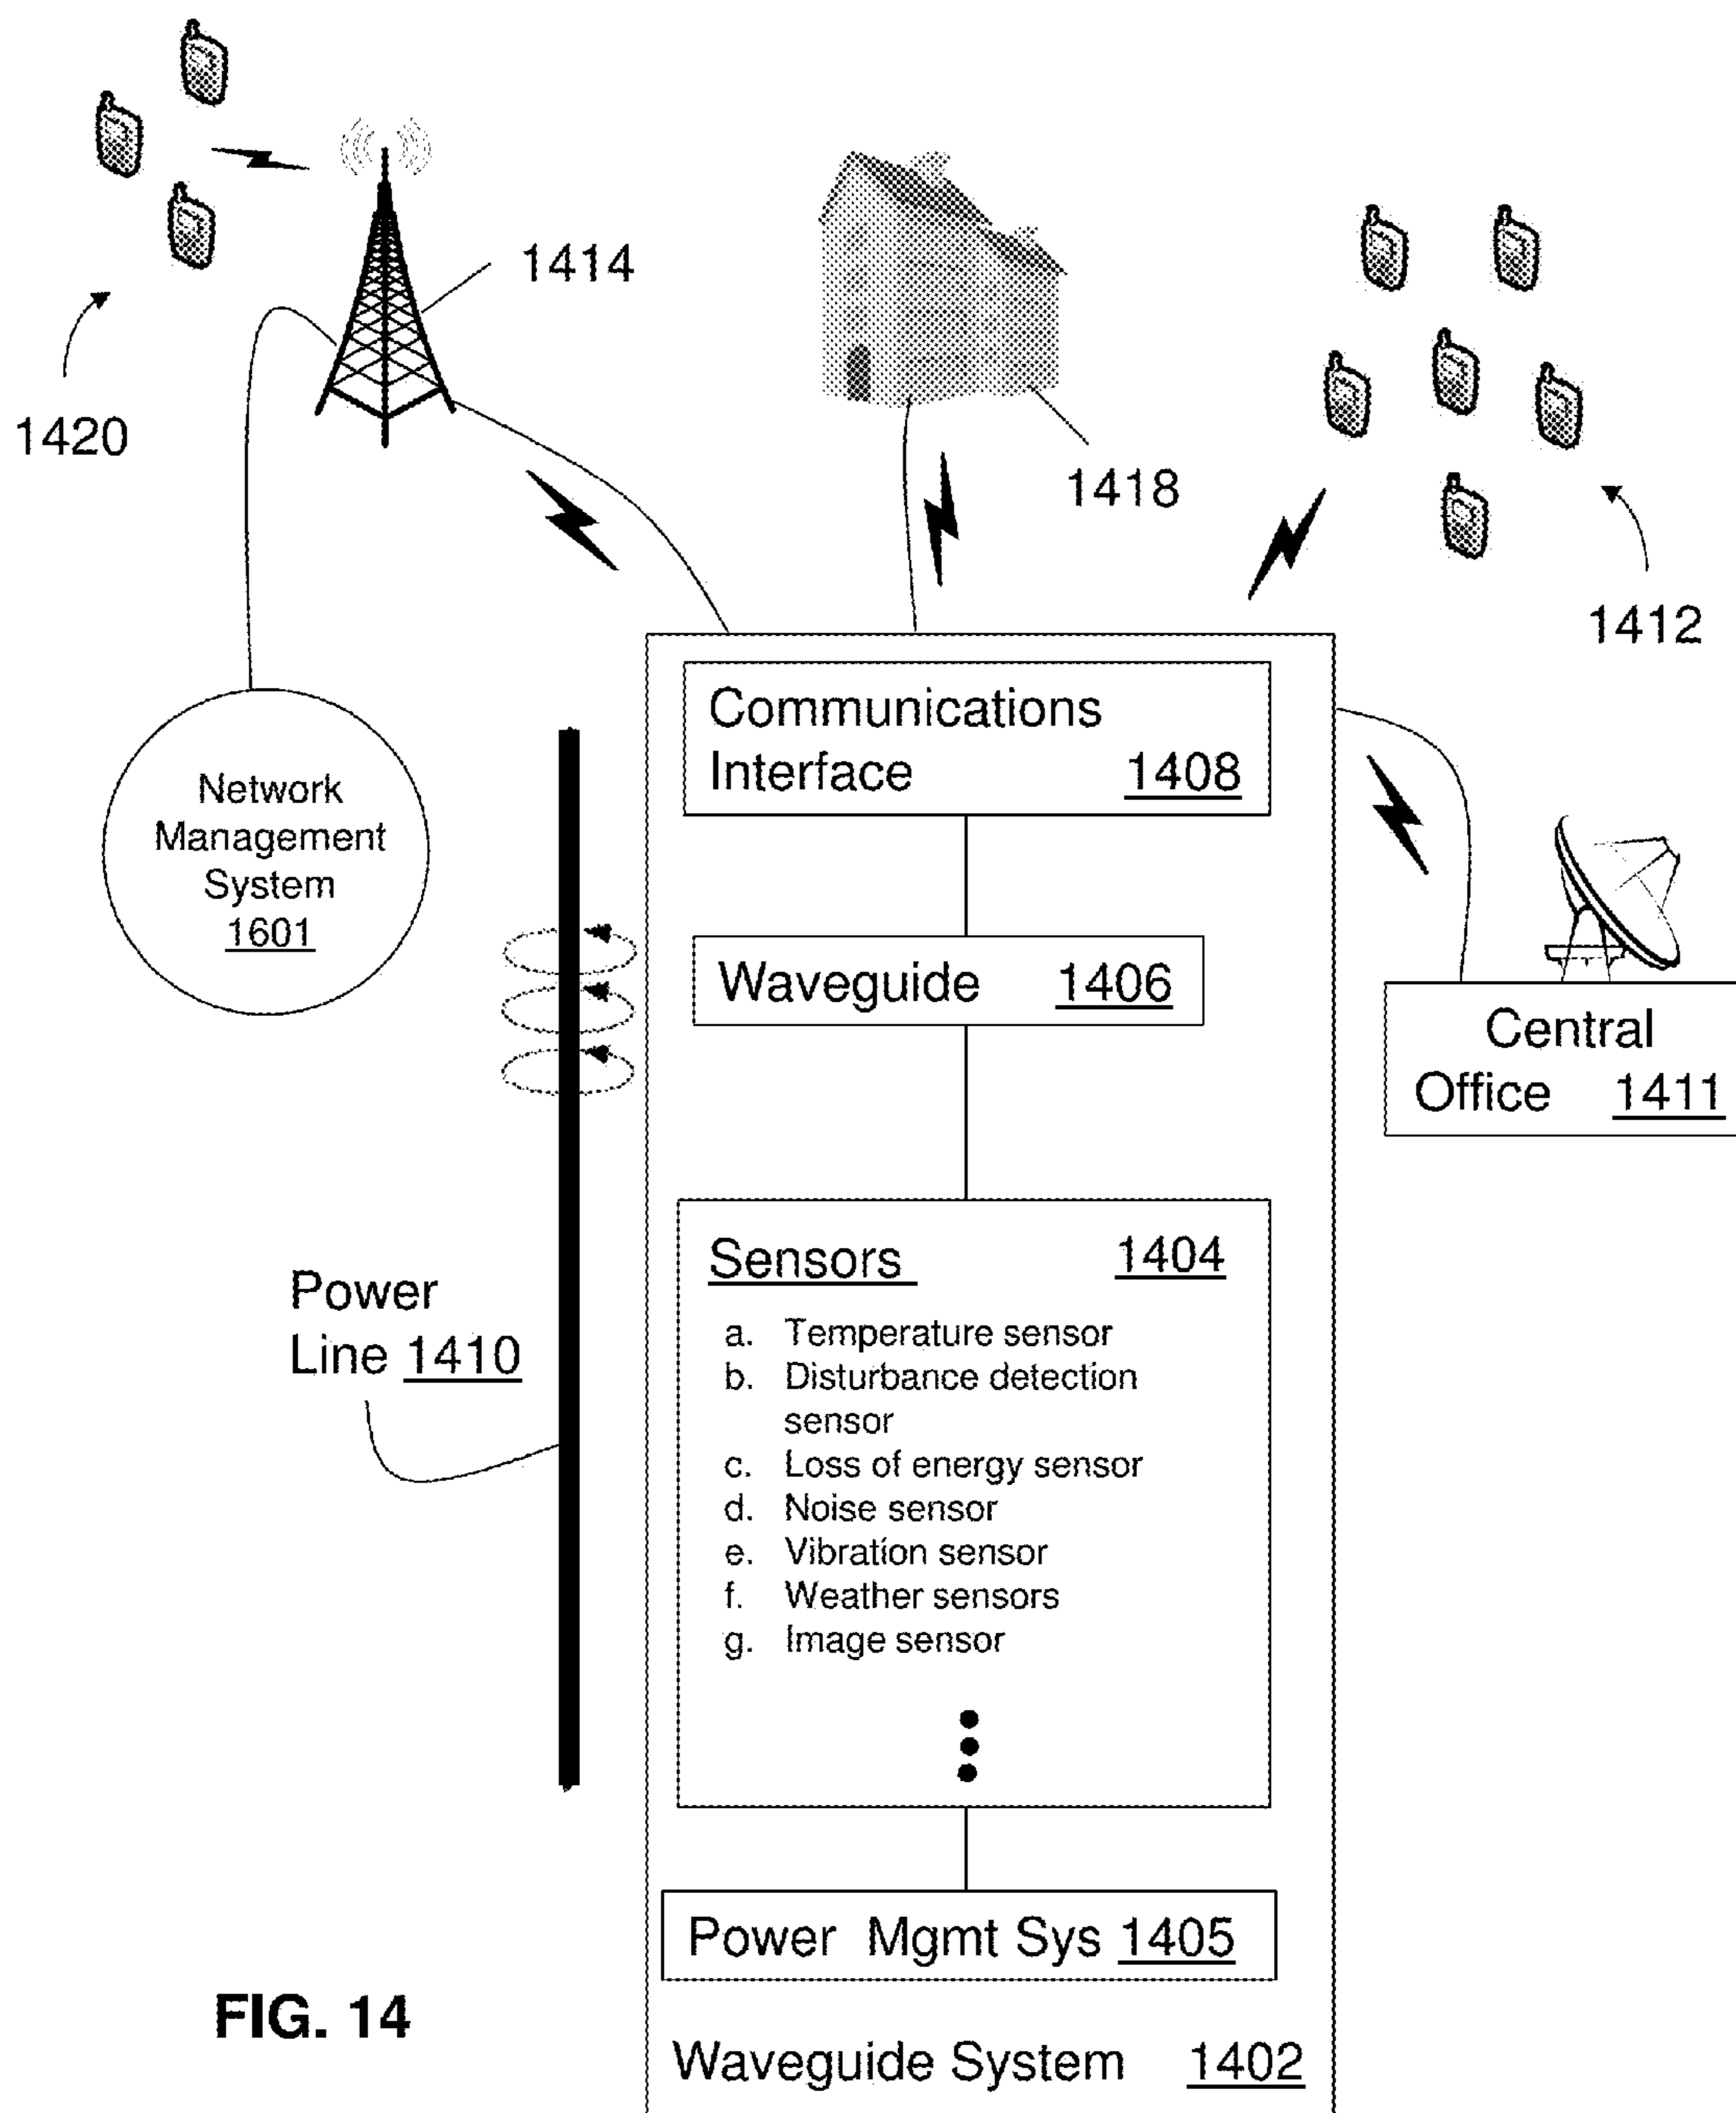 1414
1420
1418
1412
Communications
Interface 1408
Network
Management
System
1601
Waveguide 1406
Central
Office 1411
Sensors 1404
Power
Line 1410
a. Temperature sensor
b. Disturbance detection
sensor
c. Loss of energy sensor
d. Noise sensor
e. Vibration sensor
f. Weather sensors
g. Image sensor
Power Mgmt Sys 1405
FIG. 14
Waveguide System 1402